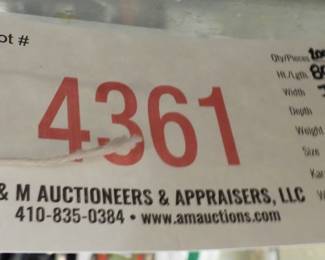 ot #
4361
& M AUCTIONEERS & APPRAISERS, LLC
410-835-0384 • www.amauctions.com
Qty/Pieces
Ht./Lgth
Width
Depth
Weight
Size
Kar
W